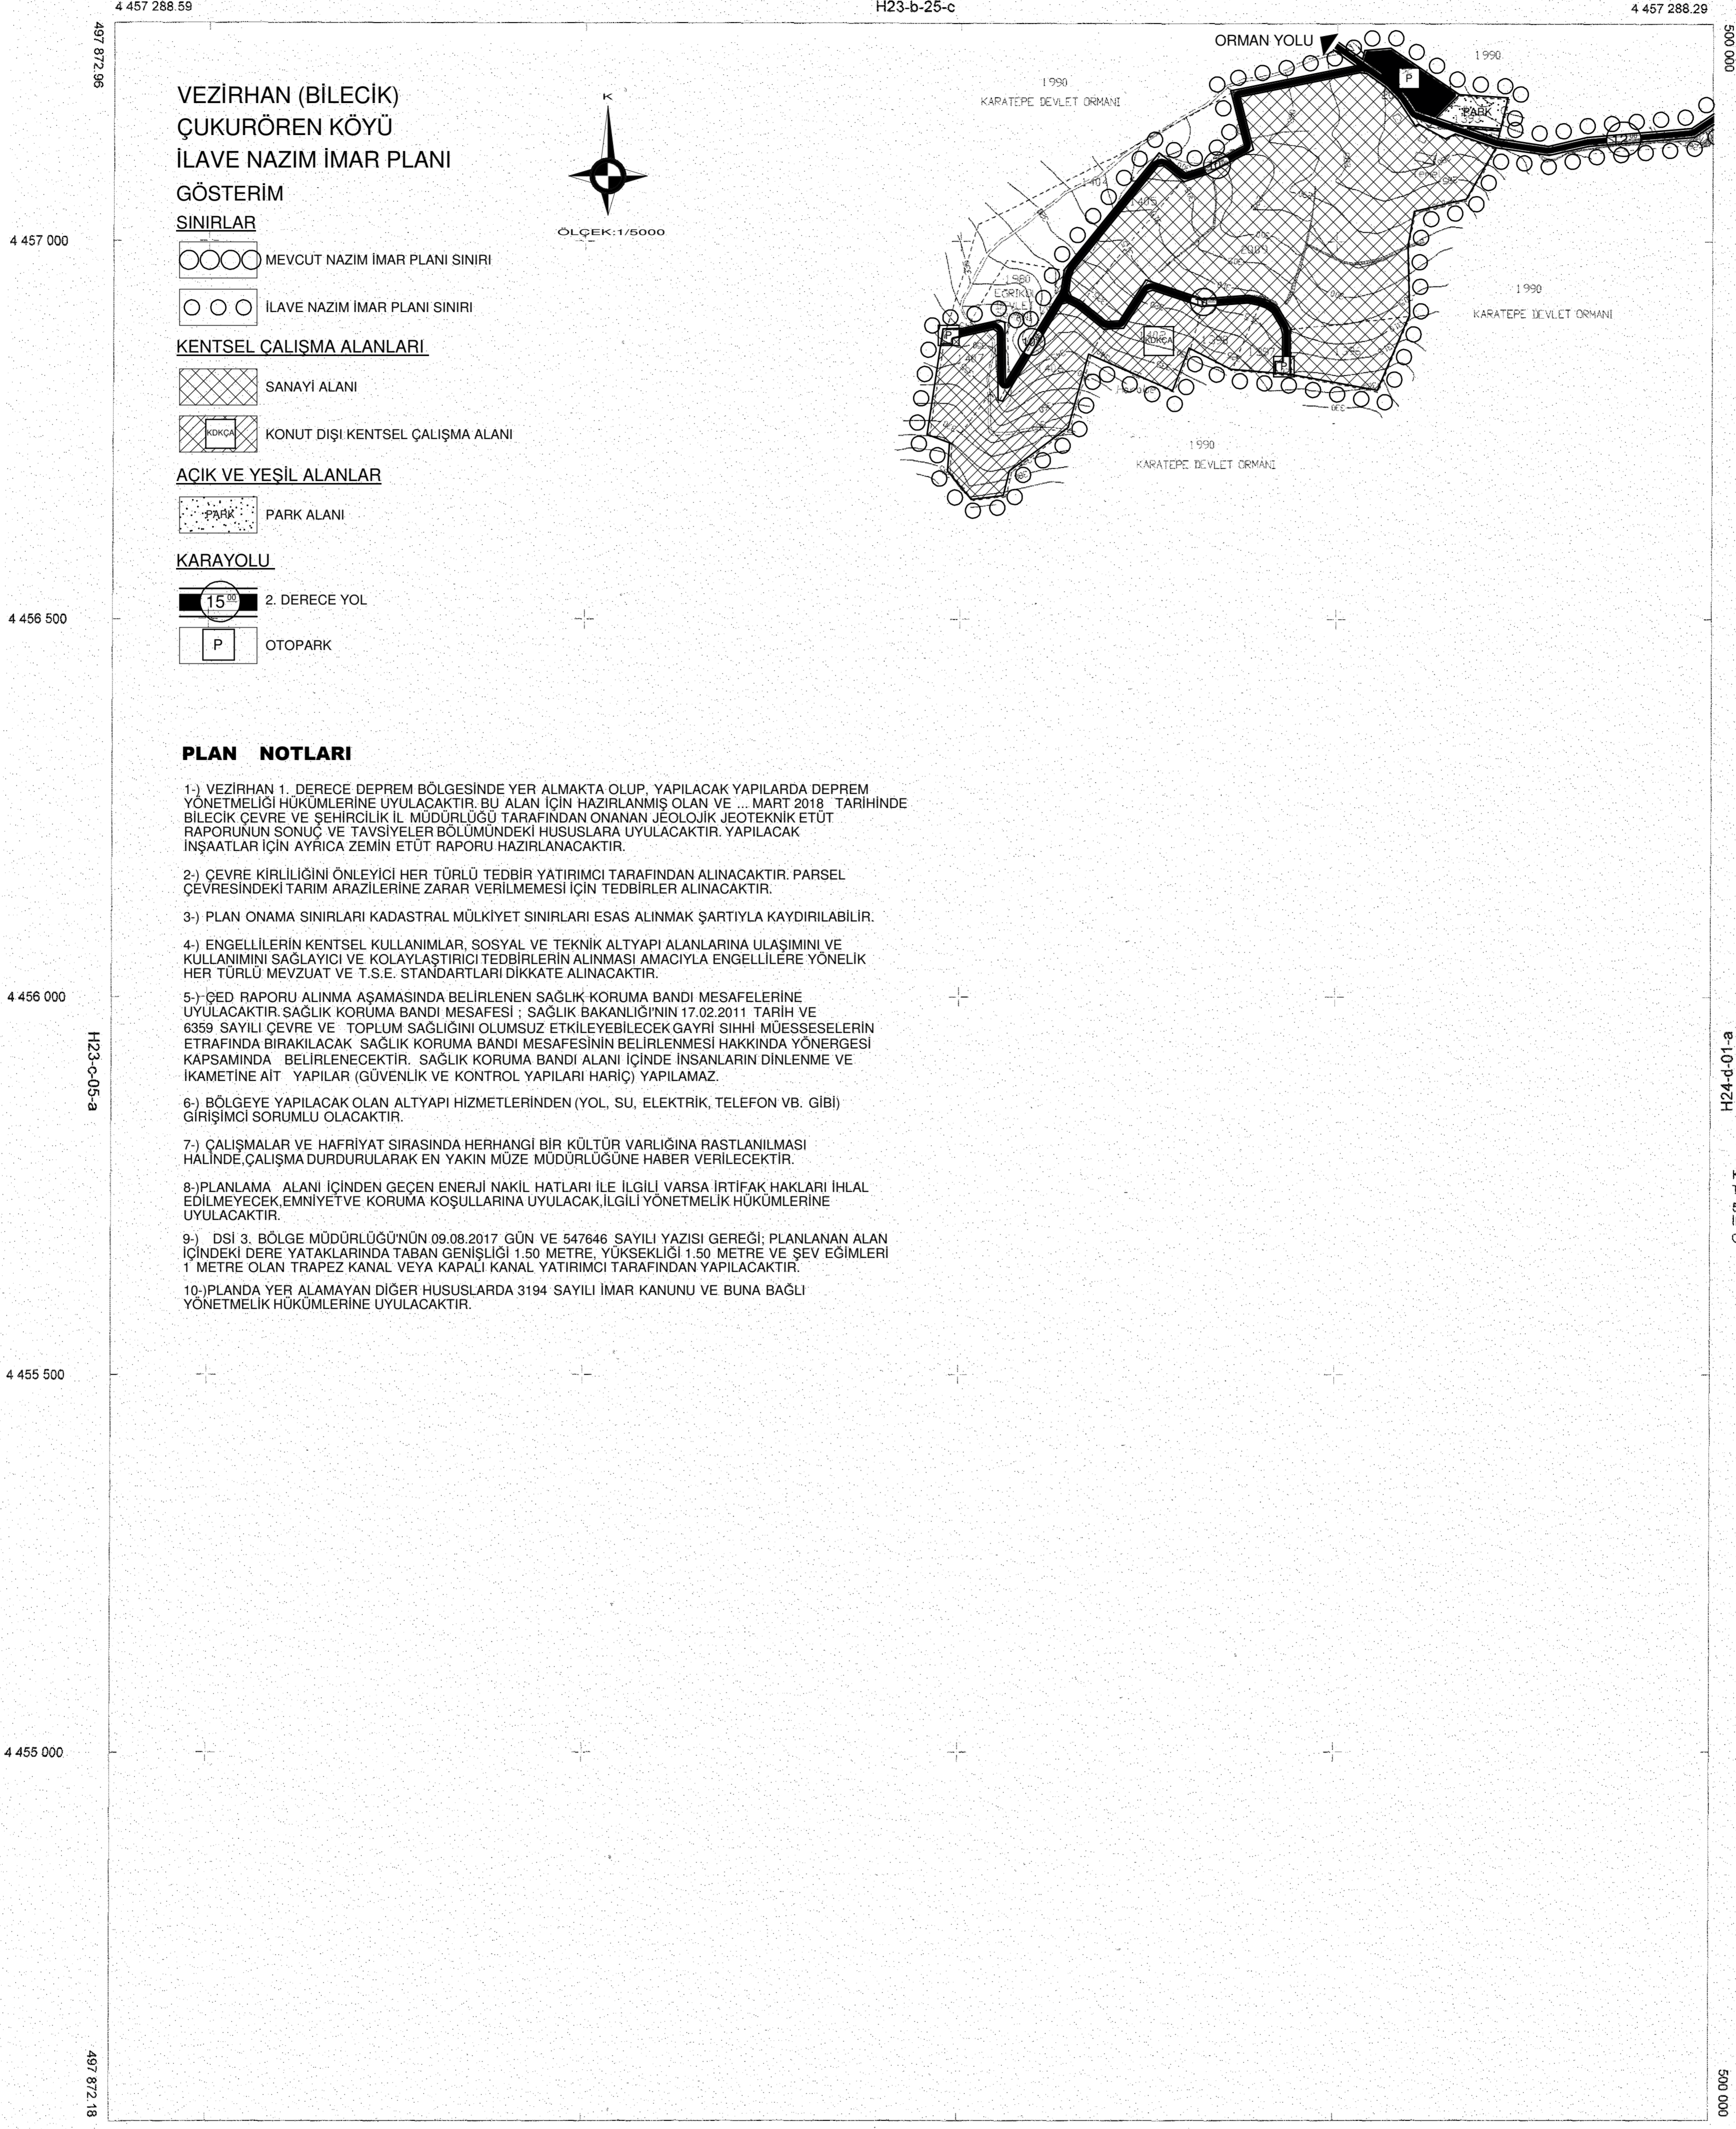 4 457 288.59
H23-b-25-c
4 457 288.29
497 872.96
500 000
VEZİRHAN (BİLECİK)
ÇUKURÖREN KÖYÜ
İLAVE NAZIM İMAR PLANI
GÖSTERİM
SINIRLAR
MEVCUT NAZIM İMAR PLANI SINIRI
İLAVE NAZIM İMAR PLANI SINIRI
KENTSEL ÇALIŞMA ALANLARI
SANAYİ ALANI
KDKÇA
KONUT DIŞI KENTSEL ÇALIŞMA ALANI
AÇIK VE YEŞİL ALANLAR
PARK
PARK ALANI
KARAYOLU
15.00
2. DERECE YOL
P
OTOPARK
K
ÖLÇEK:1/5000
ORMAN YOLU
1990
KARATEPE DEVLET ORMANI
1990
P
PARK
1404
1405
1980
1990
KARATEPE DEVLET ORMANI
P
KDKÇA
1398
P
1990
KARATEPE DEVLET ORMANI
4 457 000
4 456 500
4 456 000
4 455 500
4 455 000
H23-c-05-a
H24-d-01-a
PLAN NOTLARI
1-) VEZİRHAN 1. DERECE DEPREM BÖLGESİNDE YER ALMAKTA OLUP, YAPILACAK YAPILARDA DEPREM
YÖNETMELİĞİ HÜKÜMLERİNE UYULACAKTIR. BU ALAN İÇİN HAZIRLANMIŞ OLAN VE ... MART 2018 TARİHİNDE
BİLECİK ÇEVRE VE ŞEHİRCİLİK İL MÜDÜRLÜĞÜ TARAFINDAN ONANAN JEOLOJİK JEOTEKNİK ETÜT
RAPORUNUN SONUÇ VE TAVSİYELER BÖLÜMÜNDEKİ HUSUSLARA UYULACAKTIR. YAPILACAK
İNŞAATLAR İÇİN AYRICA ZEMİN ETÜT RAPORU HAZIRLANACAKTIR.
2-) ÇEVRE KİRLİLİĞİNİ ÖNLEYİCİ HER TÜRLÜ TEDBİR YATIRIMCI TARAFINDAN ALINACAKTIR. PARSEL
ÇEVRESİNDEKİ TARIM ARAZİLERİNE ZARAR VERİLMEMESİ İÇİN TEDBİRLER ALINACAKTIR.
3-) PLAN ONAMA SINIRLARI KADASTRAL MÜLKİYET SINIRLARI ESAS ALINMAK ŞARTIYLA KAYDIRILABİLİR.
4-) ENGELLİLERİN KENTSEL KULLANIMLAR, SOSYAL VE TEKNİK ALTYAPI ALANLARINA ULAŞIMINI VE
KULLANIMINI SAĞLAYICI VE KOLAYLAŞTIRICI TEDBİRLERİN ALINMASI AMACIYLA ENGELLİLERE YÖNELİK
HER TÜRLÜ MEVZUAT VE T.S.E. STANDARTLARI DİKKATE ALINACAKTIR.
5-) ÇED RAPORU ALINMA AŞAMASINDA BELİRLENEN SAĞLIK KORUMA BANDI MESAFELERİNE
UYULACAKTIR. SAĞLIK KORUMA BANDI MESAFESİ ; SAĞLIK BAKANLIĞI'NIN 17.02.2011 TARİH VE
6359 SAYILI ÇEVRE VE TOPLUM SAĞLIĞINI OLUMSUZ ETKİLEYEBİLECEK GAYRİ SIHHİ MÜESSESELERİN
ETRAFINDA BIRAKILACAK SAĞLIK KORUMA BANDI MESAFESİNİN BELİRLENMESİ HAKKINDA YÖNERGESİ
KAPSAMINDA BELİRLENECEKTİR. SAĞLIK KORUMA BANDI ALANI İÇİNDE İNSANLARIN DİNLENME VE
İKAMETİNE AİT YAPILAR (GÜVENLİK VE KONTROL YAPILARI HARİÇ) YAPILAMAZ.
6-) BÖLGEYE YAPILACAK OLAN ALTYAPI HİZMETLERİNDEN (YOL, SU, ELEKTRİK, TELEFON VB. GİBİ)
GİRİŞİMCİ SORUMLU OLACAKTIR.
7-) ÇALIŞMALAR VE HAFRİYAT SIRASINDA HERHANGİ BİR KÜLTÜR VARLIĞINA RASTLANILMASI
HALİNDE,ÇALIŞMA DURDURULARAK EN YAKIN MÜZE MÜDÜRLÜĞÜNE HABER VERİLECEKTİR.
8-)PLANLAMA ALANI İÇİNDEN GEÇEN ENERJİ NAKİL HATLARI İLE İLGİLİ VARSA İRTİFAK HAKLARI İHLAL
EDİLMEYECEK,EMNİYETVE KORUMA KOŞULLARINA UYULACAK,İLGİLİ YÖNETMELİK HÜKÜMLERİNE
UYULACAKTIR.
9-) DSİ 3. BÖLGE MÜDÜRLÜĞÜ'NÜN 09.08.2017 GÜN VE 547646 SAYILI YAZISI GEREĞİ; PLANLANAN ALAN
İÇİNDEKİ DERE YATAKLARINDA TABAN GENİŞLİĞİ 1.50 METRE, YÜKSEKLİĞİ 1.50 METRE VE ŞEV EĞİMLERİ
1 METRE OLAN TRAPEZ KANAL VEYA KAPALI KANAL YATIRIMCI TARAFINDAN YAPILACAKTIR.
10-)PLANDA YER ALAMAYAN DİĞER HUSUSLARDA 3194 SAYILI İMAR KANUNU VE BUNA BAĞLI
YÖNETMELİK HÜKÜMLERİNE UYULACAKTIR.
497 872.18
500 000